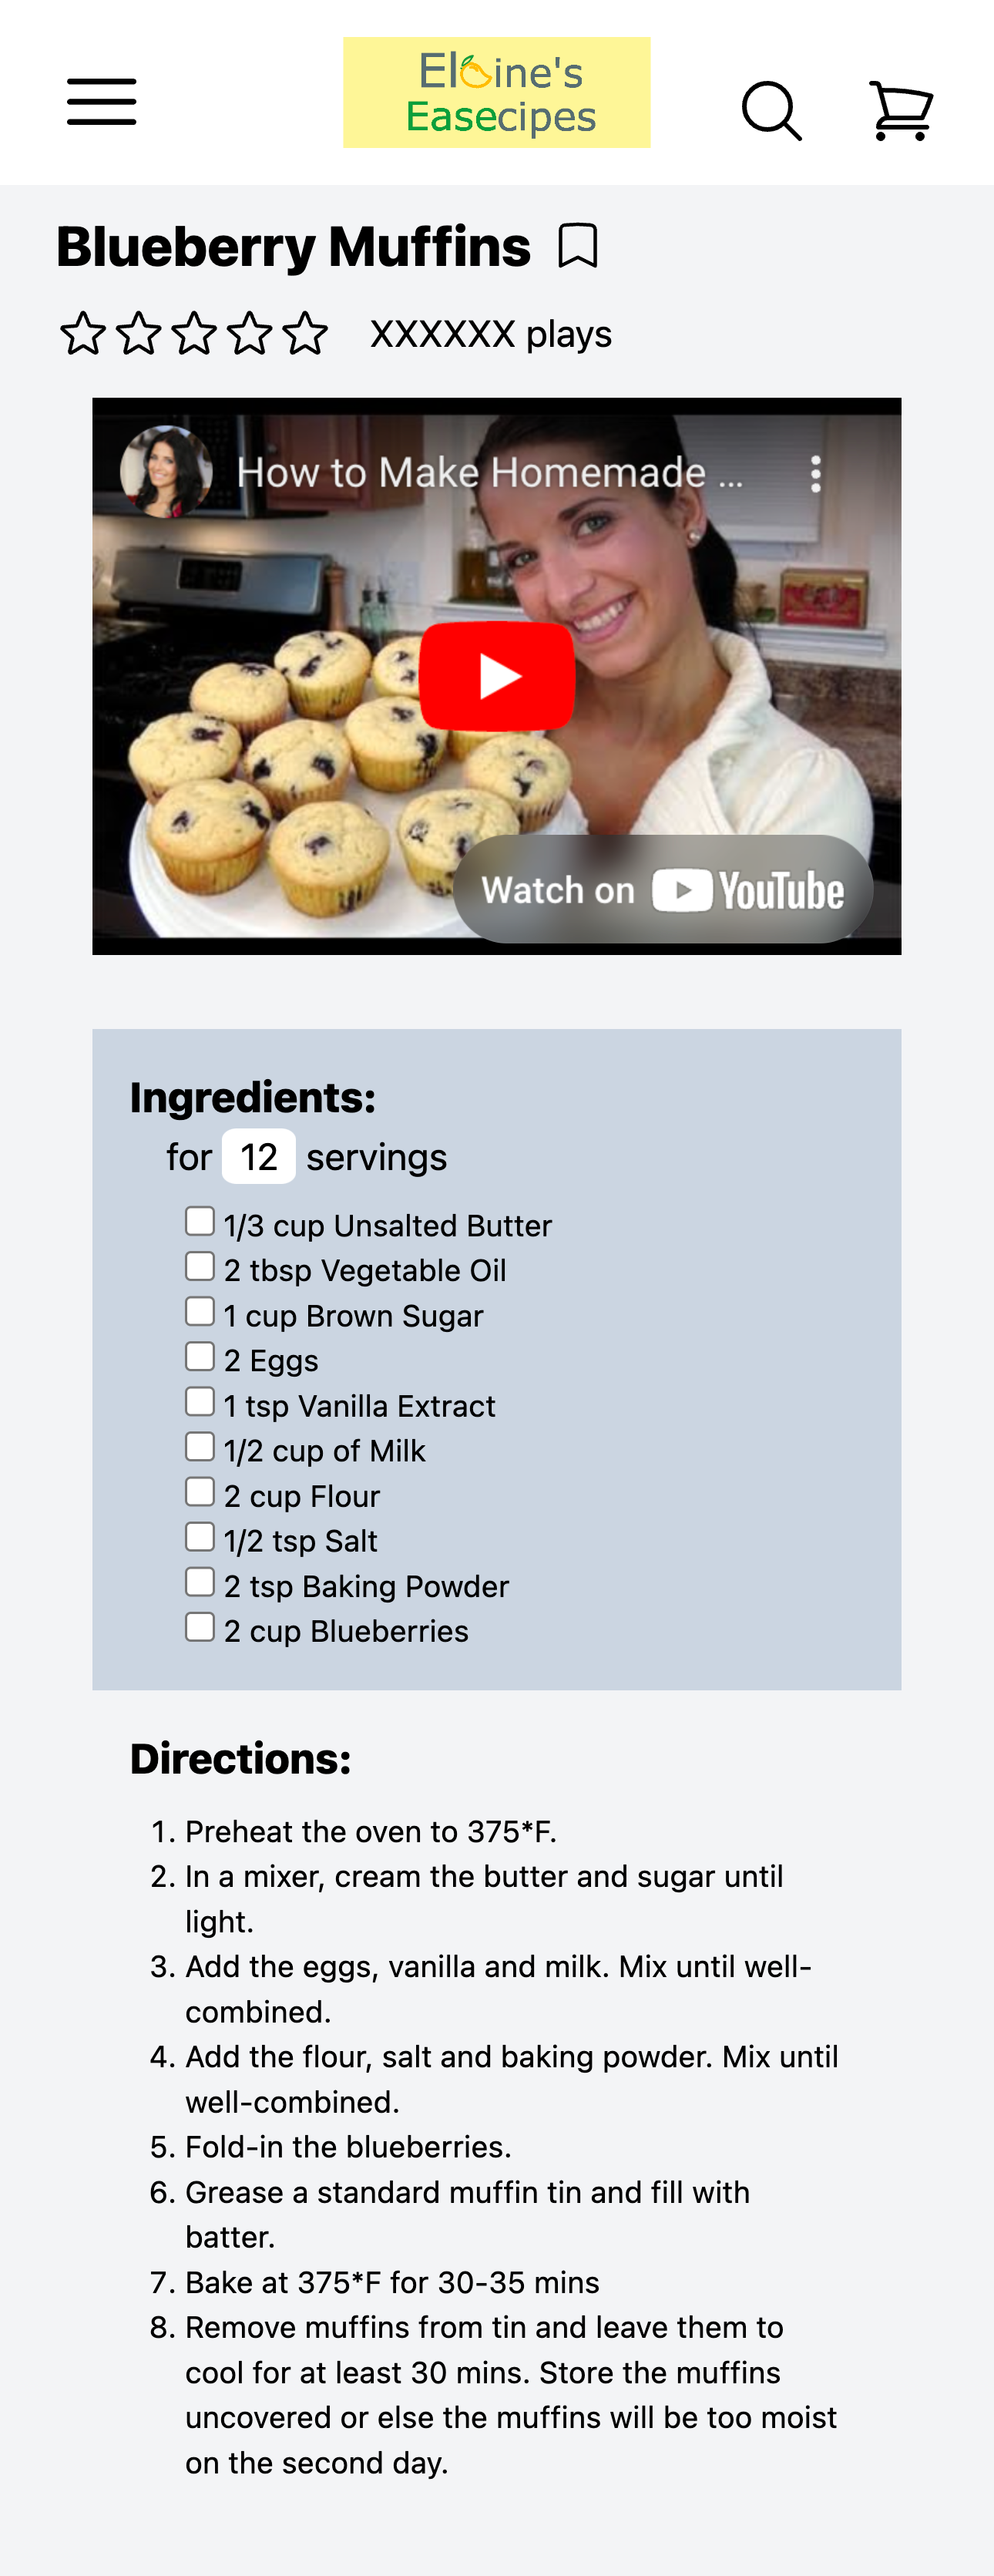 Elaine's
Easecipes
Blueberry Muffins
XXXXXX plays
How to Make Homemade ...
Watch on YouTube
Ingredients:
for 12 servings
1/3 cup Unsalted Butter
2 tbsp Vegetable Oil
1 cup Brown Sugar
2 Eggs
1 tsp Vanilla Extract
1/2 cup of Milk
2 cup Flour
1/2 tsp Salt
2 tsp Baking Powder
2 cup Blueberries
Directions:
1. Preheat the oven to 375*F.
2. In a mixer, cream the butter and sugar until
light.
3. Add the eggs, vanilla and milk. Mix until well-
combined.
4. Add the flour, salt and baking powder. Mix until
well-combined.
5. Fold-in the blueberries.
6. Grease a standard muffin tin and fill with
batter.
7. Bake at 375*F for 30-35 mins
8. Remove muffins from tin and leave them to
cool for at least 30 mins. Store the muffins
uncovered or else the muffins will be too moist
on the second day.